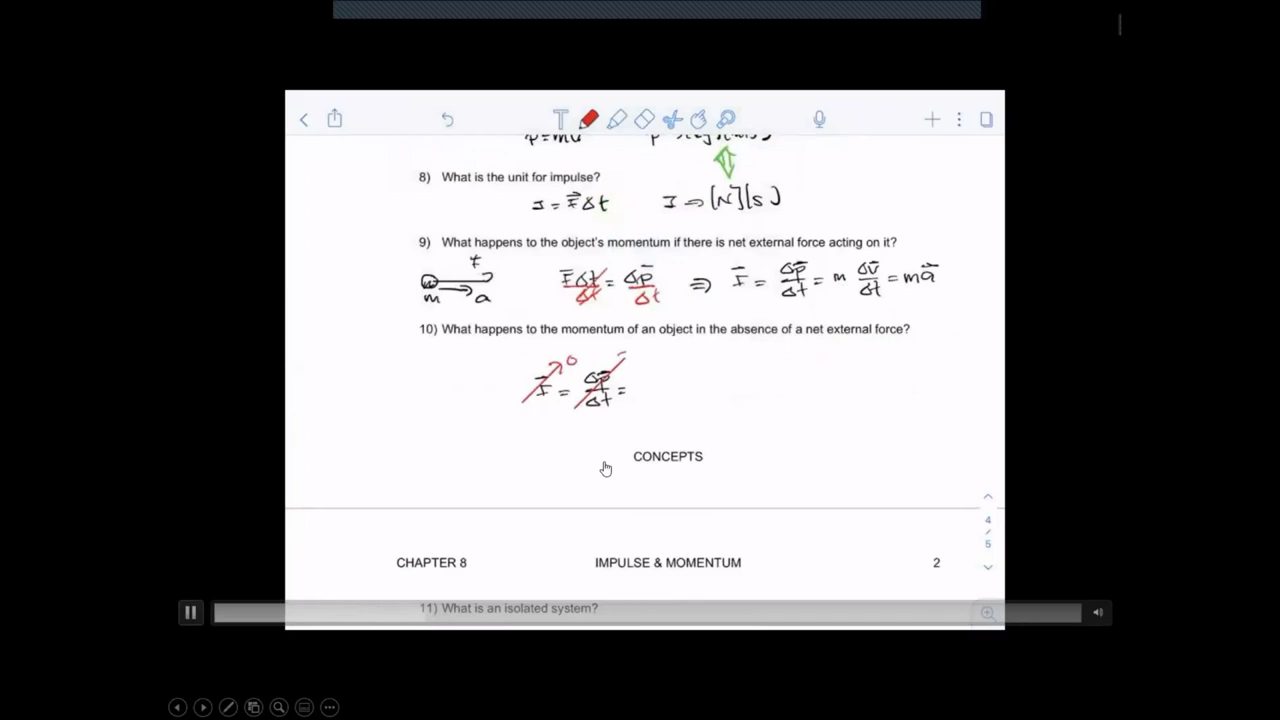 p = mv
8) What is the unit for impulse?
I = F⃗Δt I ⇒ [N][s]
9) What happens to the object's momentum if there is net external force acting on it?
F
m a
F⃗Δt/Δt = Δp⃗/Δt ⇒ F⃗ = Δp⃗/Δt = m Δv⃗/Δt = ma⃗
10) What happens to the momentum of an object in the absence of a net external force?
0
F⃗ = Δp⃗/Δt =
CONCEPTS
4
/
5
CHAPTER 8 IMPULSE & MOMENTUM 2
11) What is an isolated system?